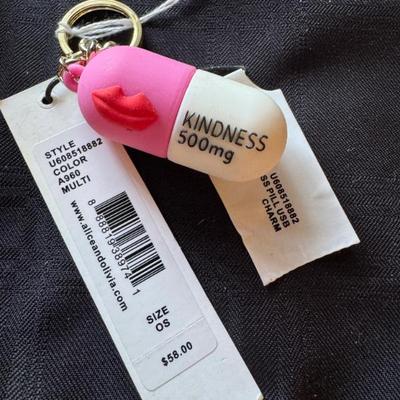 KINDNESS
500mg
STYLE
U608518882
COLOR
A960
MULTI
www.aliceandolivia.com
SIZE
OS
$58.00
U608518882
SS PILL USB
CHARM